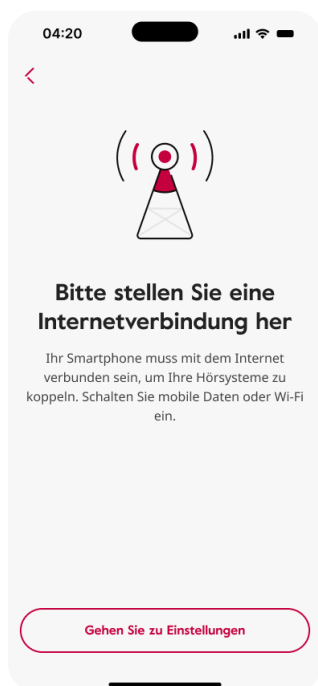 04:20
Bitte stellen Sie eine
Internetverbindung her
Ihr Smartphone muss mit dem Internet
verbunden sein, um Ihre Hörsysteme zu
koppeln. Schalten Sie mobile Daten oder Wi-Fi
ein.
Gehen Sie zu Einstellungen